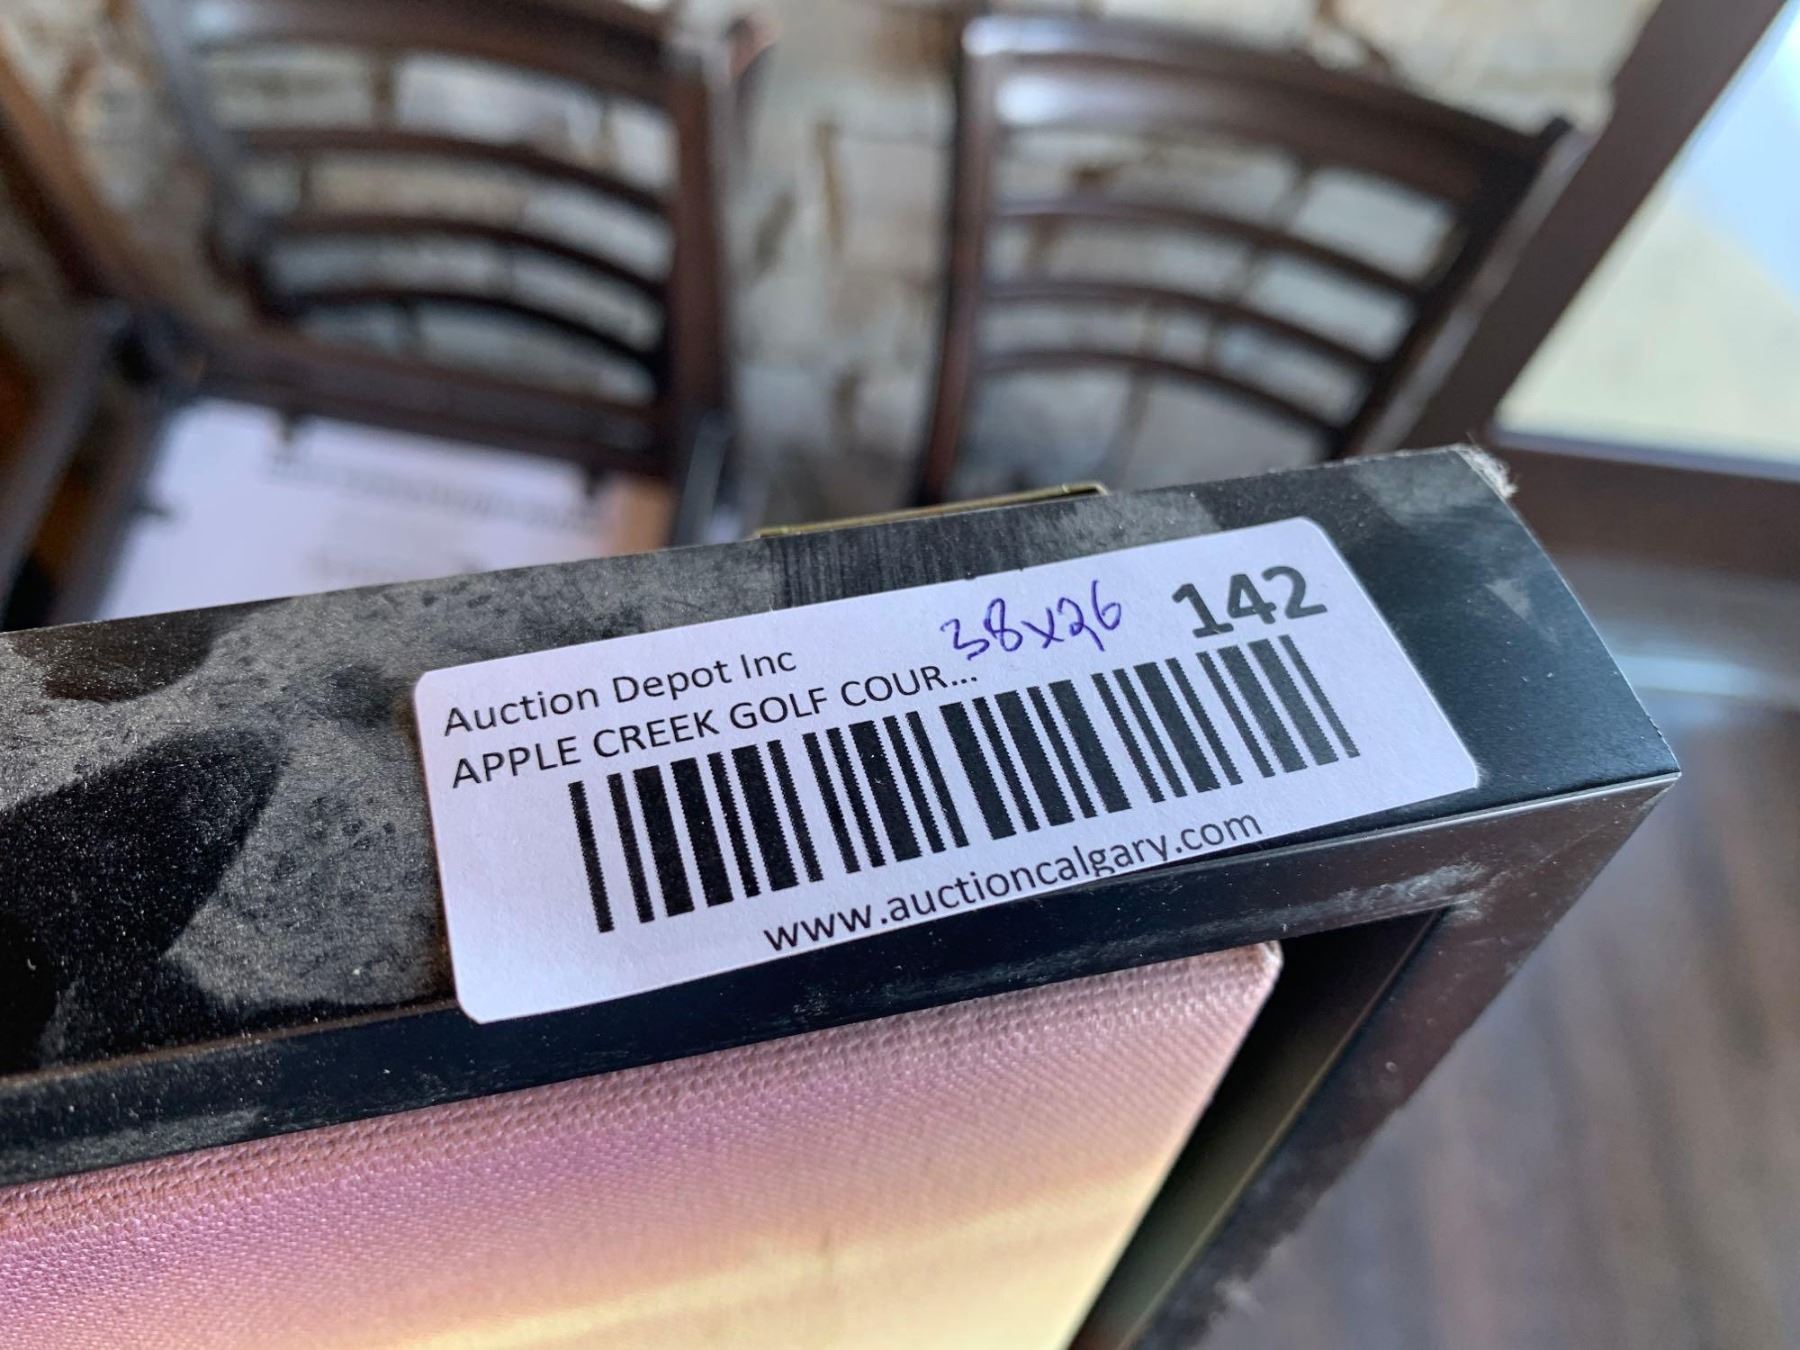 Auction Depot Inc 38x26 142
APPLE CREEK GOLF COUR...
www.auctioncalgary.com